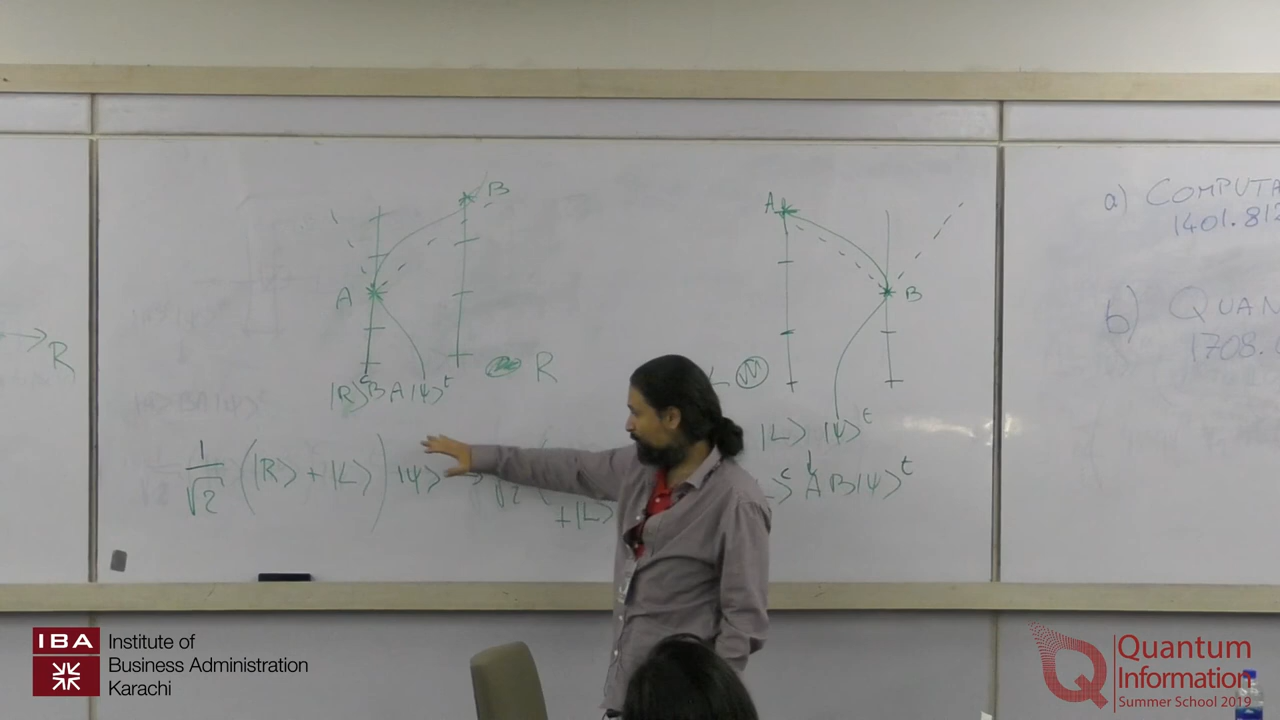 B
A
|R⟩ᶜ BA|ψ⟩ᵗ
R
1/√2 (|R⟩ + |L⟩) |ψ⟩ →
+|L⟩
A
B
|L⟩ |ψ⟩ᵗ
⟩ᶜ AB|ψ⟩ᵗ
R
a) COMPUTA
1401.812
b) QUAN
1708.
IBA
Institute of
Business Administration
Karachi
Quantum
Information
Summer School 2019